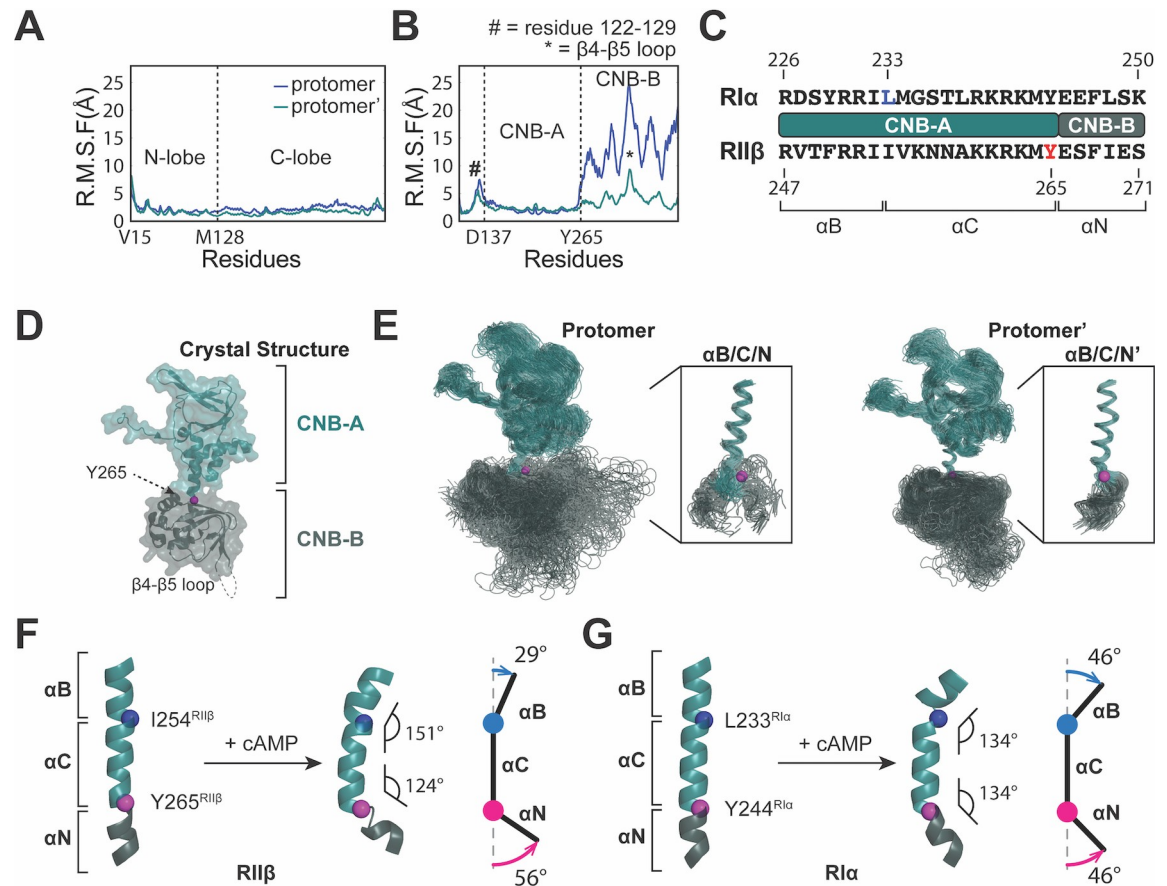 A
R.M.S.F(Å)
25
20
15
10
5
0
protomer
protomer'
N-lobe
C-lobe
V15
M128
Residues
B
# = residue 122-129
* = β4-β5 loop
R.M.S.F(Å)
25
20
15
10
5
0
CNB-B
CNB-A
#
*
D137
Y265
Residues
C
226
233
250
RIα
RDSYRRILMGSTLRKRKMYEEFLSK
CNB-A
CNB-B
RIIβ
RVTFRRIIVKNNAKKRKMYESFIES
247
265
271
αB
αC
αN
D
Crystal Structure
CNB-A
Y265
CNB-B
β4-β5 loop
E
Protomer
αB/C/N
Protomer'
αB/C/N'
F
αB
αC
αN
I254RIIβ
Y265RIIβ
+ cAMP
151°
124°
29°
αB
αC
αN
56°
RIIβ
G
αB
αC
αN
L233RIα
Y244RIα
+ cAMP
134°
134°
46°
αB
αC
αN
46°
RIα